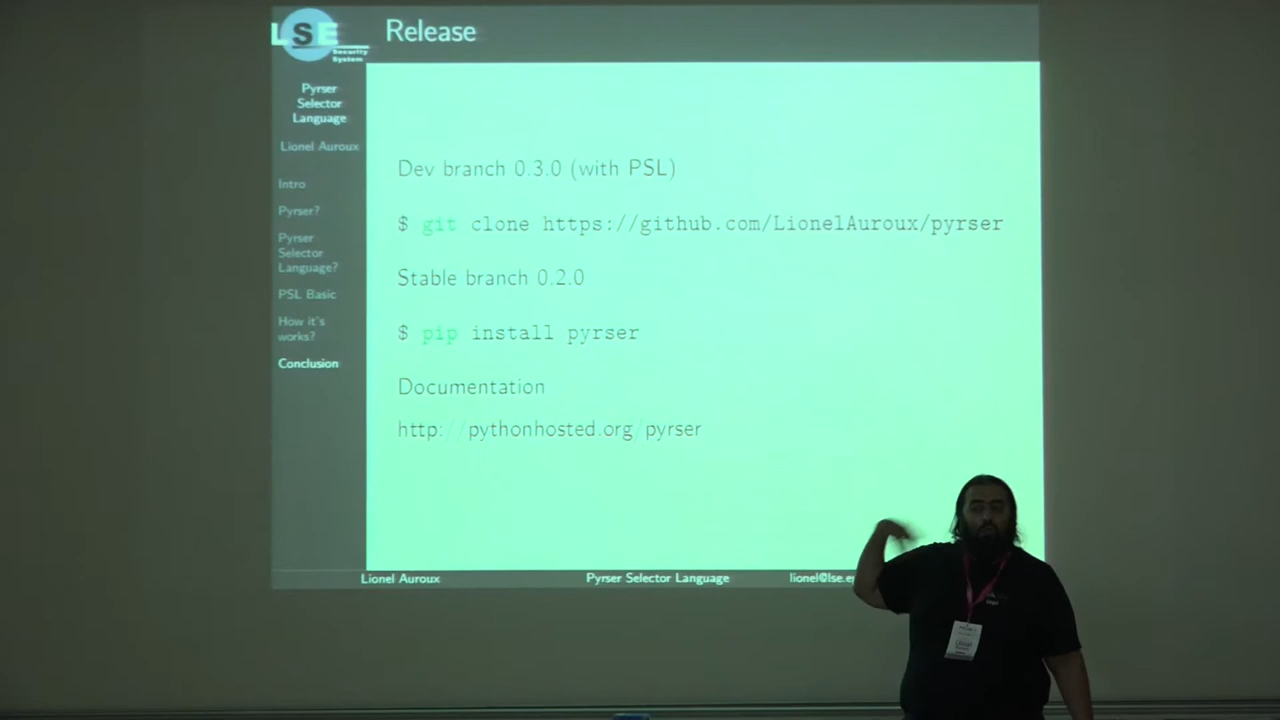 LSE
Security
System
Release
Pyrser
Selector
Language
Lionel Auroux
Intro
Pyrser?
Pyrser
Selector
Language?
PSL Basic
How it's
works?
Conclusion
Dev branch 0.3.0 (with PSL)
$ git clone https://github.com/LionelAuroux/pyrser
Stable branch 0.2.0
$ pip install pyrser
Documentation
http://pythonhosted.org/pyrser
Lionel Auroux
Pyrser Selector Language